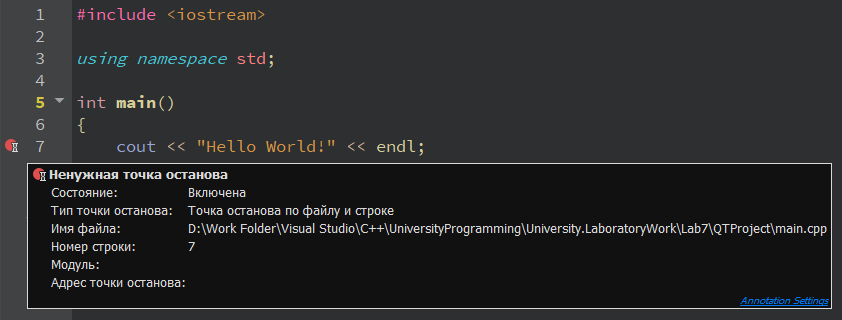 1 #include <iostream>
2
3 using namespace std;
4
5 int main()
6 {
7 cout << "Hello World!" << endl;
Ненужная точка останова
Состояние: Включена
Тип точки останова: Точка останова по файлу и строке
Имя файла: D:\Work Folder\Visual Studio\C++\UniversityProgramming\University.LaboratoryWork\Lab7\QTProject\main.cpp
Номер строки: 7
Модуль:
Адрес точки останова:
Annotation Settings